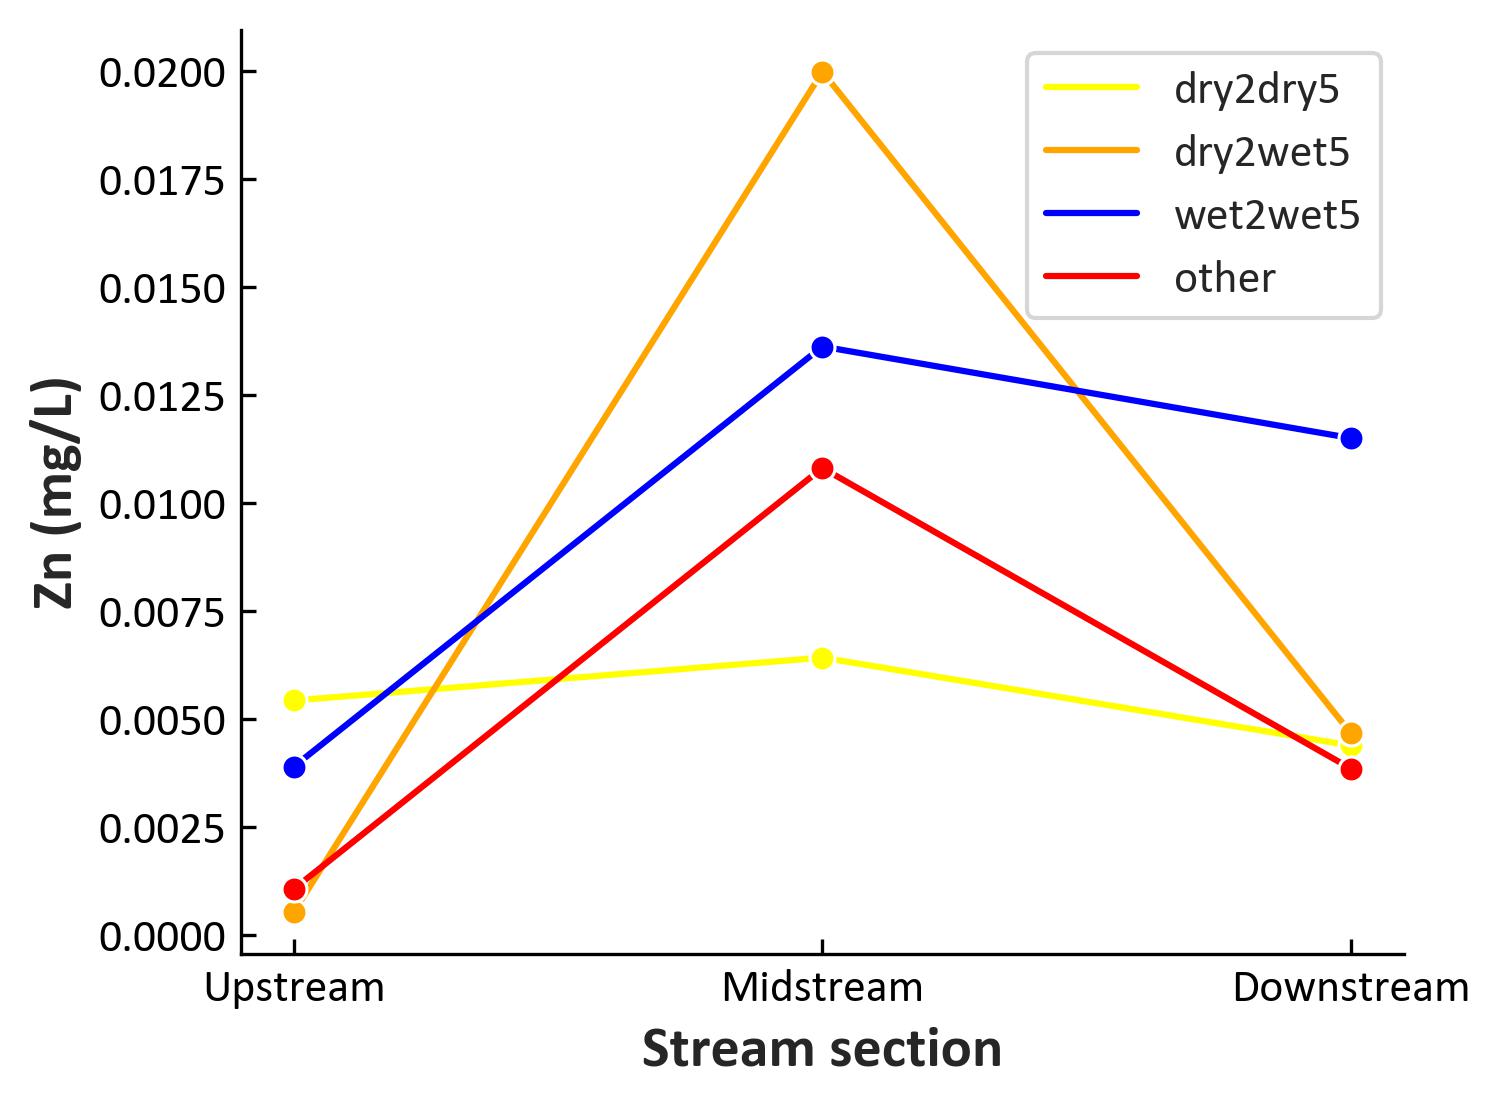 0.0200
0.0175
0.0150
0.0125
0.0100
0.0075
0.0050
0.0025
0.0000
Zn (mg/L)
dry2dry5
dry2wet5
wet2wet5
other
Upstream Midstream Downstream
Stream section